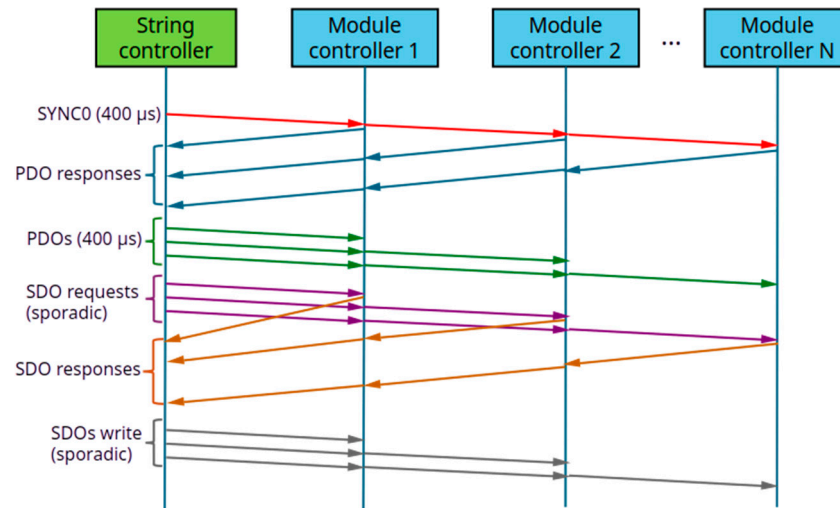 String
controller
Module
controller 1
Module
controller 2
...
Module
controller N
SYNC0 (400 µs)
PDO responses
PDOs (400 µs)
SDO requests
(sporadic)
SDO responses
SDOs write
(sporadic)